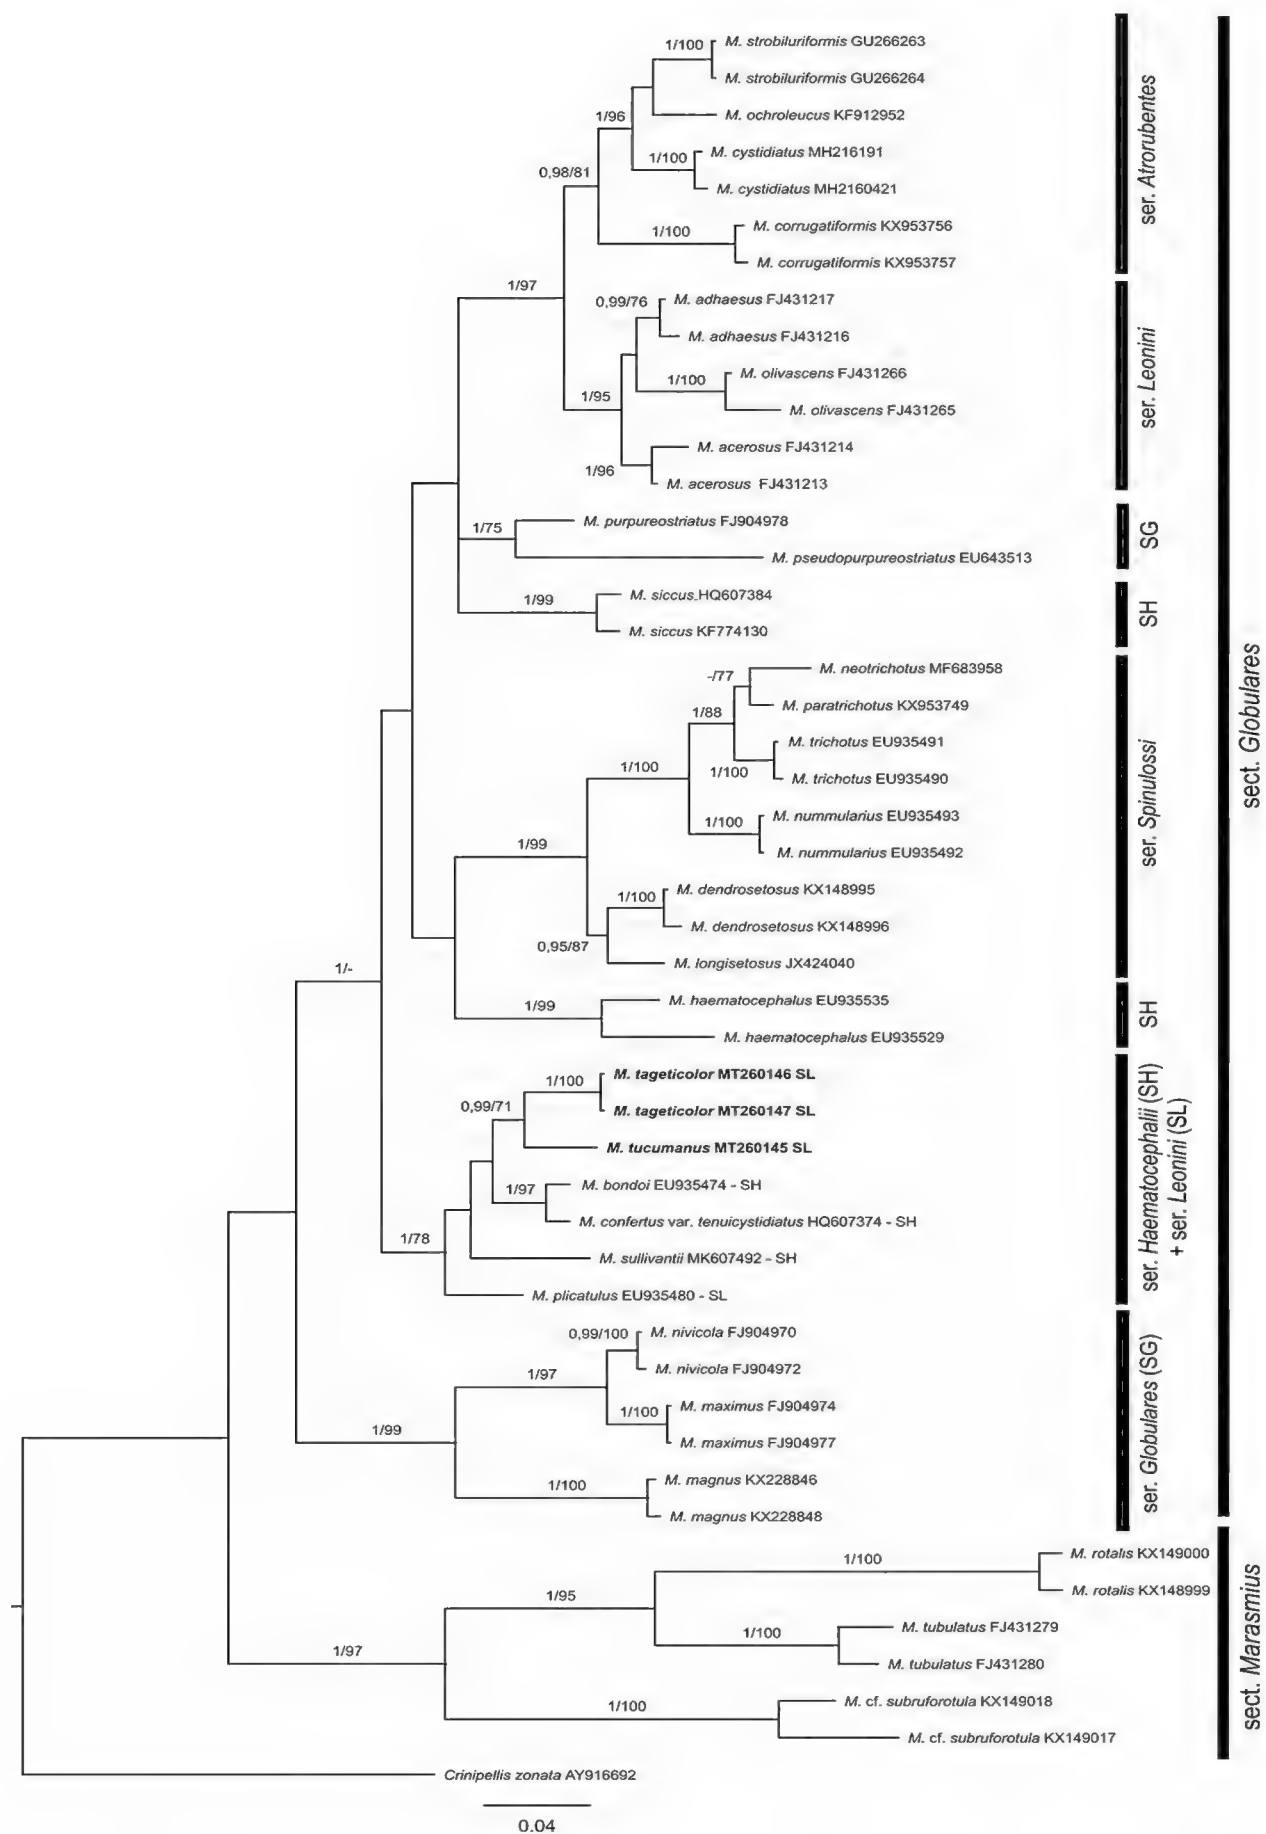 1/100
M. strobiluriformis GU266263
M. strobiluriformis GU266264
1/96
M. ochroleucus KF912952
1/100
M. cystidiatus MH216191
0,98/81
M. cystidiatus MH2160421
1/100
M. corrugatiformis KX953756
M. corrugatiformis KX953757
ser. Atrorubentes
1/97
0,99/76
M. adhaesus FJ431217
M. adhaesus FJ431216
1/100
M. olivascens FJ431266
1/95
M. olivascens FJ431265
M. acerosus FJ431214
1/96
M. acerosus FJ431213
ser. Leonini
1/75
M. purpureostriatus FJ904978
M. pseudopurpureostriatus EU643513
SG
1/99
M. siccus HQ607384
M. siccus KF774130
SH
-/77
M. neotrichotus MF683958
M. paratrichotus KX953749
1/88
M. trichotus EU935491
1/100
1/100
M. trichotus EU935490
1/100
M. nummularius EU935493
1/99
M. nummularius EU935492
1/100
M. dendrosetosus KX148995
M. dendrosetosus KX148996
0,95/87
M. longisetosus JX424040
ser. Spinulossi
1/-
1/99
M. haematocephalus EU935535
M. haematocephalus EU935529
SH
1/100
M. tageticolor MT260146 SL
0,99/71
M. tageticolor MT260147 SL
M. tucumanus MT260145 SL
1/97
M. bondoi EU935474 - SH
M. confertus var. tenuicystidiatus HQ607374 - SH
1/78
M. sullivantii MK607492 - SH
M. plicatulus EU935480 - SL
ser. Haematocephalii (SH)
+ ser. Leonini (SL)
0,99/100
M. nivicola FJ904970
1/97
M. nivicola FJ904972
1/100
M. maximus FJ904974
1/99
M. maximus FJ904977
1/100
M. magnus KX228846
M. magnus KX228848
ser. Globulares (SG)
sect. Globulares
1/100
M. rotalis KX149000
M. rotalis KX148999
1/95
M. tubulatus FJ431279
1/100
1/97
M. tubulatus FJ431280
1/100
M. cf. subruforotula KX149018
M. cf. subruforotula KX149017
sect. Marasmius
Crinipellis zonata AY916692
0.04